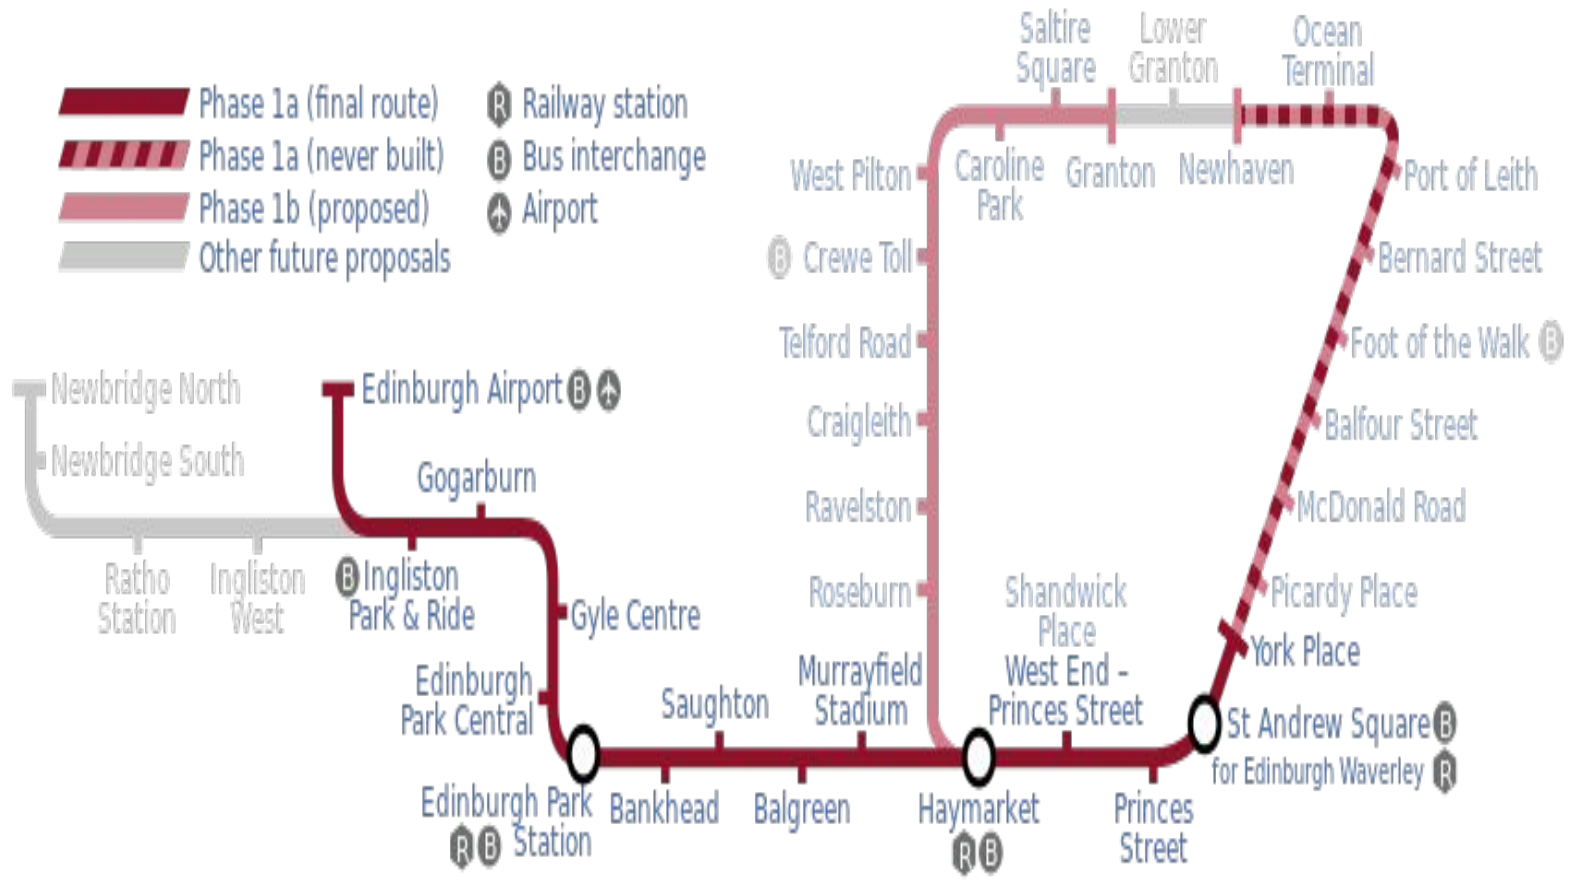 Phase 1a (final route)
Phase 1a (never built)
Phase 1b (proposed)
Other future proposals
R Railway station
B Bus interchange
Airport
Saltire
Square
Lower
Granton
Ocean
Terminal
West Pilton
Caroline
Park
Granton
Newhaven
Port of Leith
B Crewe Toll
Bernard Street
Telford Road
Foot of the Walk B
Newbridge North
Edinburgh Airport B
Craigleith
Balfour Street
Newbridge South
Gogarburn
Ravelston
McDonald Road
Ratho
Station
Ingliston
West
B Ingliston
Park & Ride
Gyle Centre
Roseburn
Shandwick
Place
Picardy Place
Edinburgh
Park Central
Saughton
Murrayfield
Stadium
West End –
Princes Street
York Place
St Andrew Square B
for Edinburgh Waverley R
Edinburgh Park
R B Station
Bankhead
Balgreen
Haymarket
R B
Princes
Street